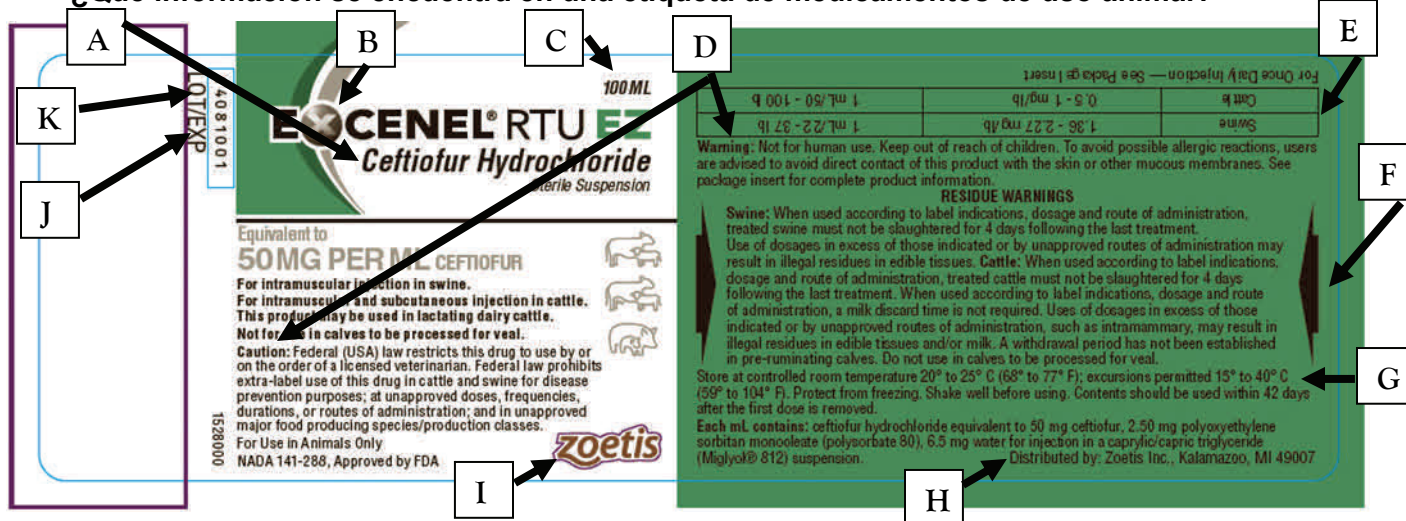 ¿Qué información se encuentra en una etiqueta de medicamentos de uso animal?
A
B
C
D
E
K
J
F
G
H
I
LOT/EXP
4081001
1528000
100 ML
EXCENEL® RTU EZ
Ceftiofur Hydrochloride
Sterile Suspension
Equivalent to
50 MG PER ML CEFTIOFUR
For intramuscular injection in swine.
For intramuscular and subcutaneous injection in cattle.
This product may be used in lactating dairy cattle.
Not for use in calves to be processed for veal.
Caution: Federal (USA) law restricts this drug to use by or
on the order of a licensed veterinarian. Federal law prohibits
extra-label use of this drug in cattle and swine for disease
prevention purposes; at unapproved doses, frequencies,
durations, or routes of administration; and in unapproved
major food producing species/production classes.
For Use in Animals Only
NADA 141-288, Approved by FDA
zoetis
Swine 1.36 - 2.27 mg/lb 1 mL/22 - 37 lb
Cattle 0.5 - 1 mg/lb 1 mL/50 - 100 lb
For Once Daily Injection — See Package Insert
Warning: Not for human use. Keep out of reach of children. To avoid possible allergic reactions, users
are advised to avoid direct contact of this product with the skin or other mucous membranes. See
package insert for complete product information.
RESIDUE WARNINGS
Swine: When used according to label indications, dosage and route of administration,
treated swine must not be slaughtered for 4 days following the last treatment.
Use of dosages in excess of those indicated or by unapproved routes of administration may
result in illegal residues in edible tissues. Cattle: When used according to label indications,
dosage and route of administration, treated cattle must not be slaughtered for 4 days
following the last treatment. When used according to label indications, dosage and route
of administration, a milk discard time is not required. Uses of dosages in excess of those
indicated or by unapproved routes of administration, such as intramammary, may result in
illegal residues in edible tissues and/or milk. A withdrawal period has not been established
in pre-ruminating calves. Do not use in calves to be processed for veal.
Store at controlled room temperature 20° to 25° C (68° to 77° F); excursions permitted 15° to 40° C
(59° to 104° F). Protect from freezing. Shake well before using. Contents should be used within 42 days
after the first dose is removed.
Each mL contains: ceftiofur hydrochloride equivalent to 50 mg ceftiofur, 2.50 mg polyoxyethylene
sorbitan monooleate (polysorbate 80), 6.5 mg water for injection in a caprylic/capric triglyceride
(Miglyol® 812) suspension. Distributed by: Zoetis Inc., Kalamazoo, MI 49007